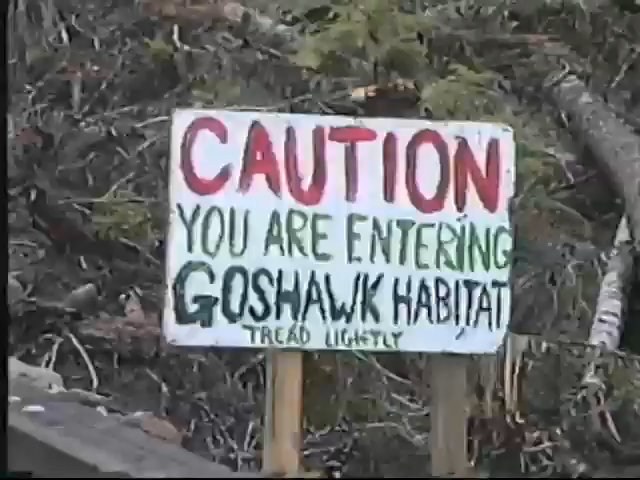 CAUTION
YOU ARE ENTERING
GOSHAWK HABITAT
TREAD LIGHTLY